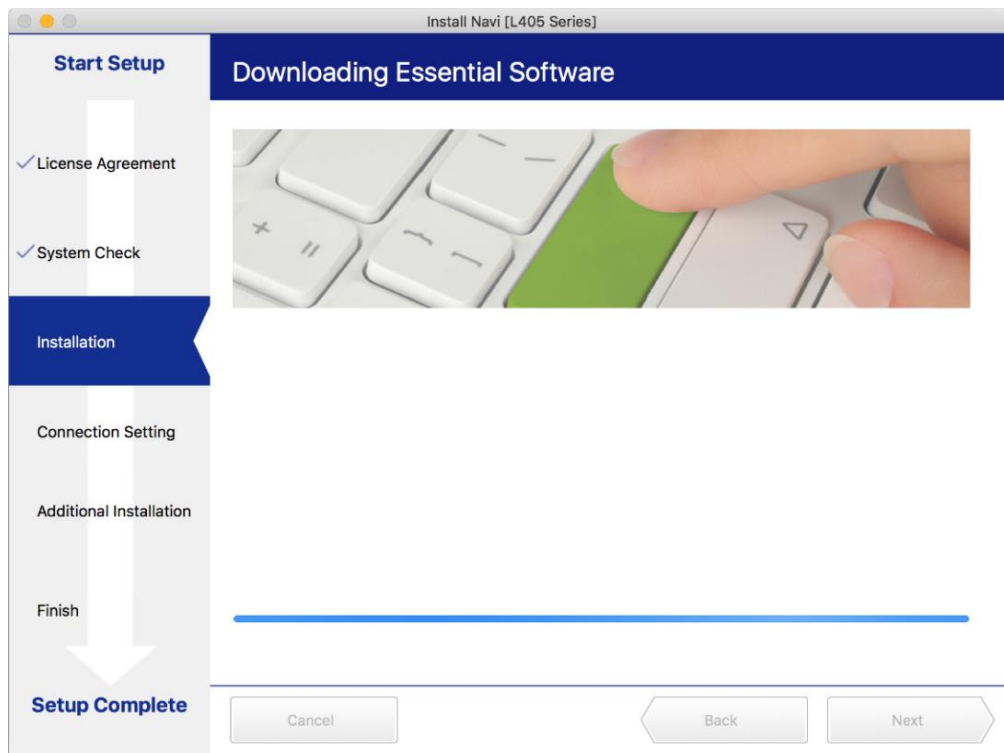 Install Navi [L405 Series]
Start Setup
License Agreement
System Check
Installation
Connection Setting
Additional Installation
Finish
Setup Complete
Downloading Essential Software
+ =
{ [
Cancel
Back
Next